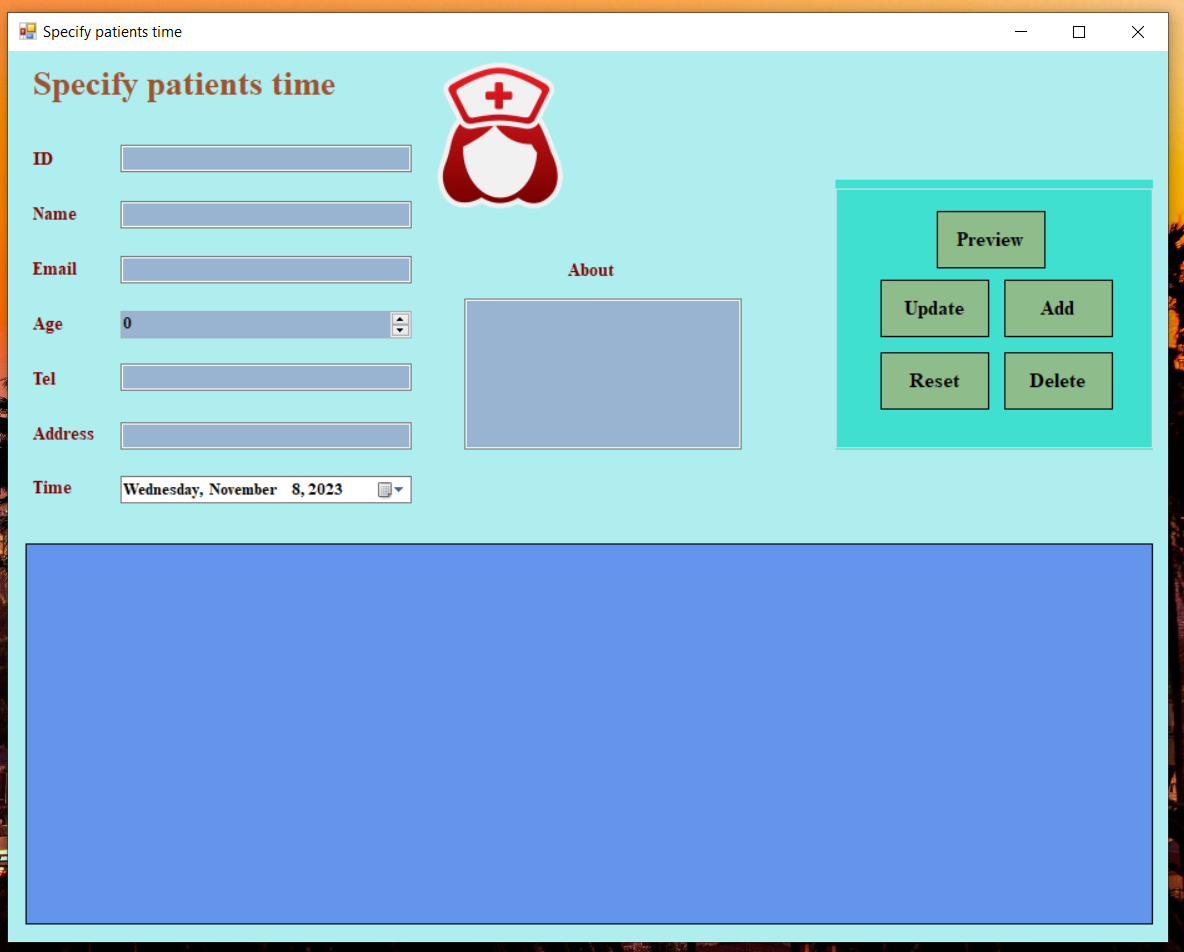 Specify patients time
Specify patients time
ID
Name
Email
Age 0
Tel
Address
Time Wednesday, November 8, 2023
About
Preview
Update Add
Reset Delete